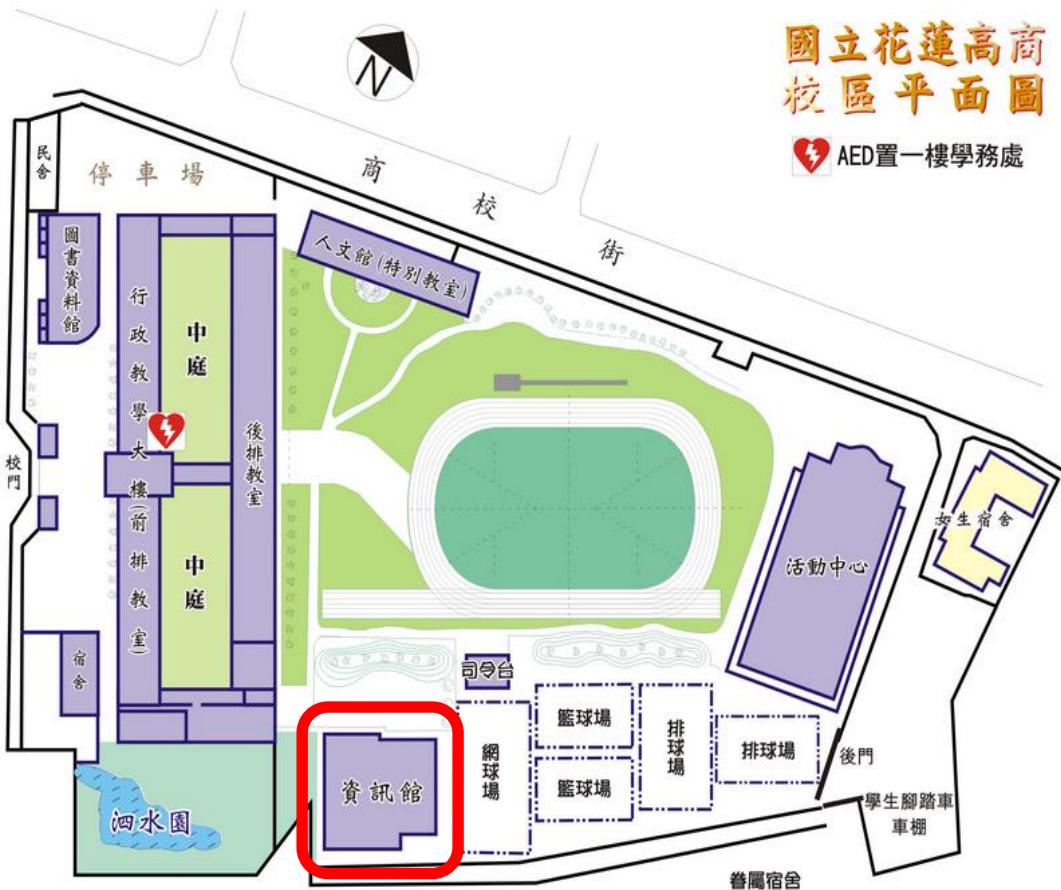 國立花蓮高商
校區平面圖
AED置一樓學務處
N
民舍
停車場
商校街
圖書資料館
人文館(特別教室)
行政教學大樓(前排教室)
中庭
後排教室
校門
中庭
女生宿舍
活動中心
宿舍
司令台
籃球場
網球場
排球場
排球場
籃球場
資訊館
後門
泗水園
學生腳踏車
車棚
眷屬宿舍